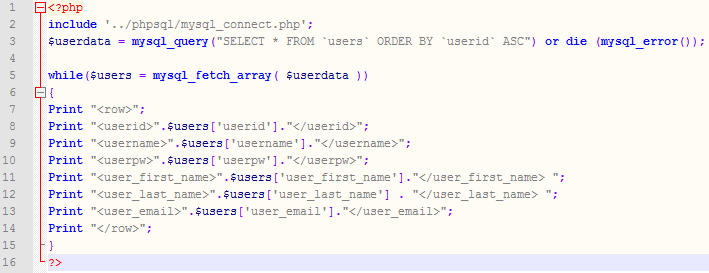 1 <?php
2 include '../phpsql/mysql_connect.php';
3 $userdata = mysql_query("SELECT * FROM `users` ORDER BY `userid` ASC") or die (mysql_error());
4
5 while($users = mysql_fetch_array( $userdata ))
6 {
7 Print "<row>";
8 Print "<userid>".$users['userid']."</userid>";
9 Print "<username>".$users['username']."</username>";
10 Print "<userpw>".$users['userpw']."</userpw>";
11 Print "<user_first_name>".$users['user_first_name']."</user_first_name> ";
12 Print "<user_last_name>".$users['user_last_name'] . "</user_last_name> ";
13 Print "<user_email>".$users['user_email']."</user_email>";
14 Print "</row>";
15 }
16 ?>